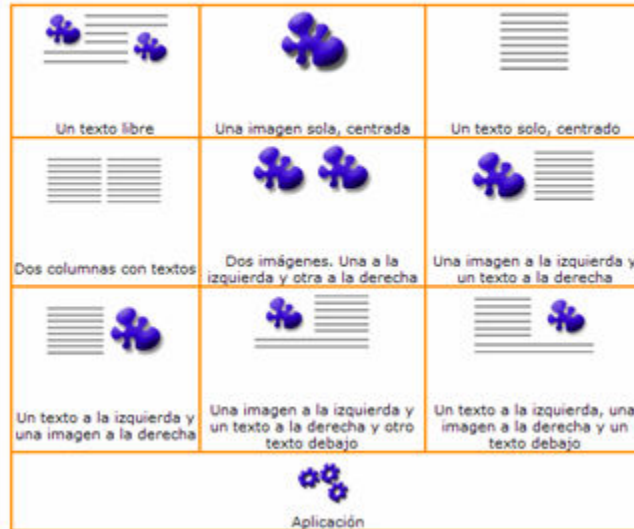 Un texto libre
Una imagen sola, centrada
Un texto solo, centrado
Dos columnas con textos
Dos imágenes. Una a la
izquierda y otra a la derecha
Una imagen a la izquierda y
un texto a la derecha
Un texto a la izquierda y
una imagen a la derecha
Una imagen a la izquierda y
un texto a la derecha y otro
texto debajo
Un texto a la izquierda, una
imagen a la derecha y un
texto debajo
Aplicación